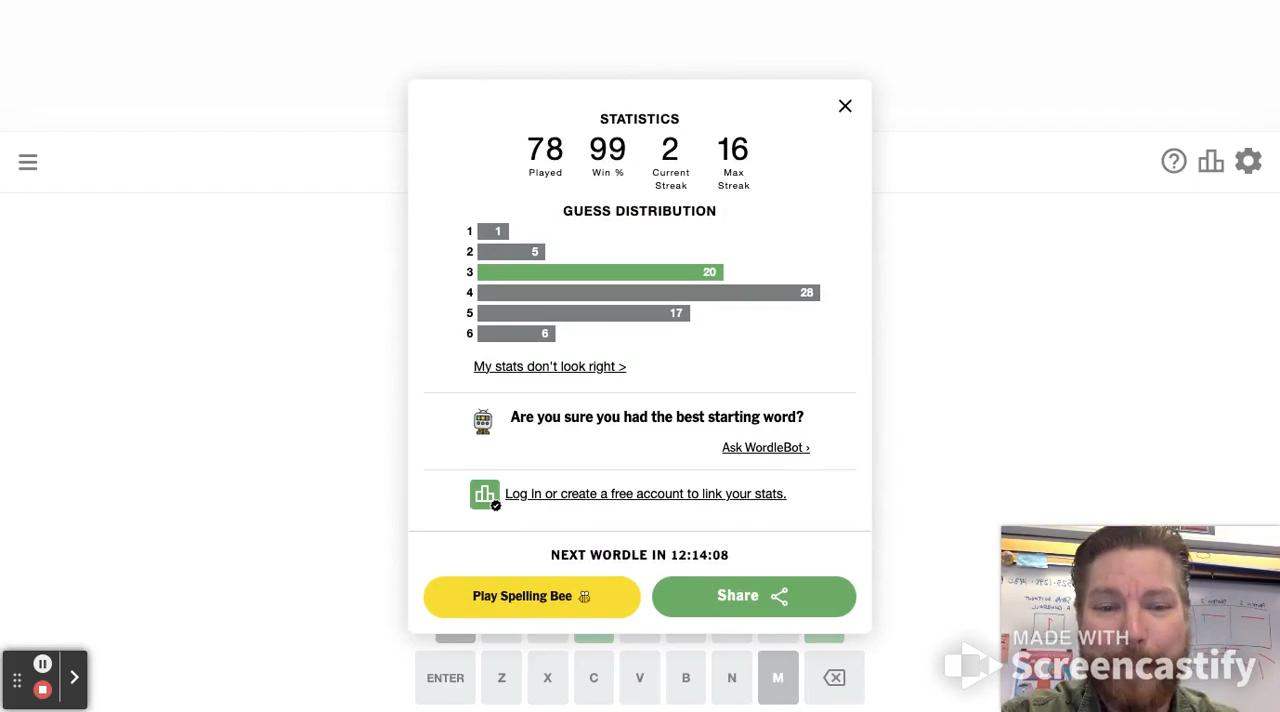 STATISTICS
78 99 2 16
Played Win % Current Streak Max Streak
GUESS DISTRIBUTION
1 1
2 5
3 20
4 28
5 17
6 6
My stats don't look right >
Are you sure you had the best starting word?
Ask WordleBot ›
Log In or create a free account to link your stats.
NEXT WORDLE IN 12:14:08
Play Spelling Bee
Share
ENTER Z X C V B N M
MADE WITH
Screencastify